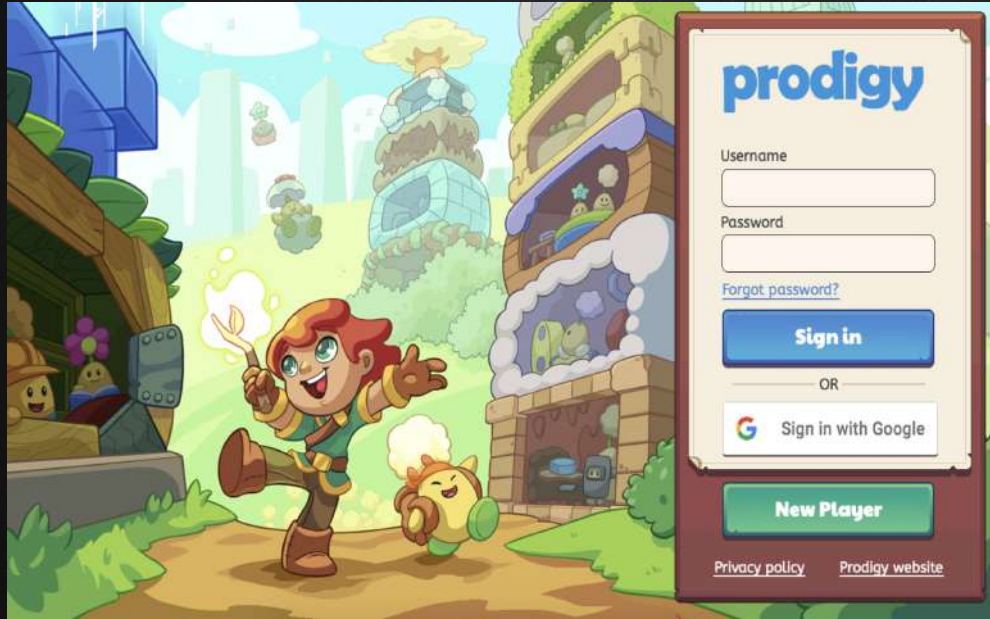 prodigy
Username
Password
Forgot password?
Sign in
OR
Sign in with Google
New Player
Privacy policy Prodigy website